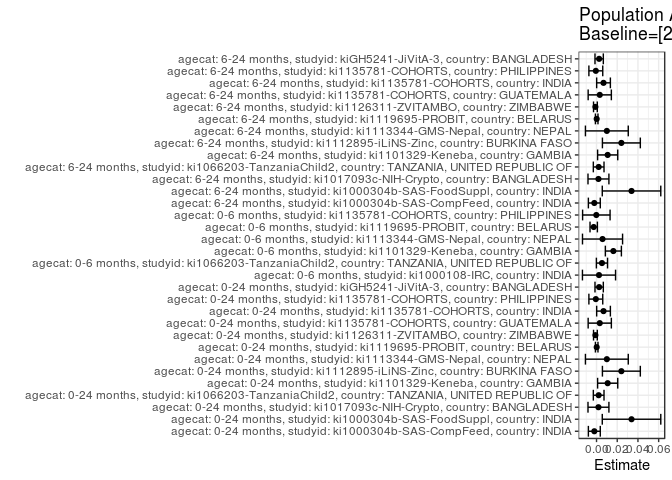 Population A
Baseline=[2
agecat: 6-24 months, studyid: kiGH5241-JiVitA-3, country: BANGLADESH
agecat: 6-24 months, studyid: ki1135781-COHORTS, country: PHILIPPINES
agecat: 6-24 months, studyid: ki1135781-COHORTS, country: INDIA
agecat: 6-24 months, studyid: ki1135781-COHORTS, country: GUATEMALA
agecat: 6-24 months, studyid: ki1126311-ZVITAMBO, country: ZIMBABWE
agecat: 6-24 months, studyid: ki1119695-PROBIT, country: BELARUS
agecat: 6-24 months, studyid: ki1113344-GMS-Nepal, country: NEPAL
agecat: 6-24 months, studyid: ki1112895-iLiNS-Zinc, country: BURKINA FASO
agecat: 6-24 months, studyid: ki1101329-Keneba, country: GAMBIA
agecat: 6-24 months, studyid: ki1066203-TanzaniaChild2, country: TANZANIA, UNITED REPUBLIC OF
agecat: 6-24 months, studyid: ki1017093c-NIH-Crypto, country: BANGLADESH
agecat: 6-24 months, studyid: ki1000304b-SAS-FoodSuppl, country: INDIA
agecat: 6-24 months, studyid: ki1000304b-SAS-CompFeed, country: INDIA
agecat: 0-6 months, studyid: ki1135781-COHORTS, country: PHILIPPINES
agecat: 0-6 months, studyid: ki1119695-PROBIT, country: BELARUS
agecat: 0-6 months, studyid: ki1113344-GMS-Nepal, country: NEPAL
agecat: 0-6 months, studyid: ki1101329-Keneba, country: GAMBIA
agecat: 0-6 months, studyid: ki1066203-TanzaniaChild2, country: TANZANIA, UNITED REPUBLIC OF
agecat: 0-6 months, studyid: ki1000108-IRC, country: INDIA
agecat: 0-24 months, studyid: kiGH5241-JiVitA-3, country: BANGLADESH
agecat: 0-24 months, studyid: ki1135781-COHORTS, country: PHILIPPINES
agecat: 0-24 months, studyid: ki1135781-COHORTS, country: INDIA
agecat: 0-24 months, studyid: ki1135781-COHORTS, country: GUATEMALA
agecat: 0-24 months, studyid: ki1126311-ZVITAMBO, country: ZIMBABWE
agecat: 0-24 months, studyid: ki1119695-PROBIT, country: BELARUS
agecat: 0-24 months, studyid: ki1113344-GMS-Nepal, country: NEPAL
agecat: 0-24 months, studyid: ki1112895-iLiNS-Zinc, country: BURKINA FASO
agecat: 0-24 months, studyid: ki1101329-Keneba, country: GAMBIA
agecat: 0-24 months, studyid: ki1066203-TanzaniaChild2, country: TANZANIA, UNITED REPUBLIC OF
agecat: 0-24 months, studyid: ki1017093c-NIH-Crypto, country: BANGLADESH
agecat: 0-24 months, studyid: ki1000304b-SAS-FoodSuppl, country: INDIA
agecat: 0-24 months, studyid: ki1000304b-SAS-CompFeed, country: INDIA
0.00 0.02 0.04 0.06
Estimate